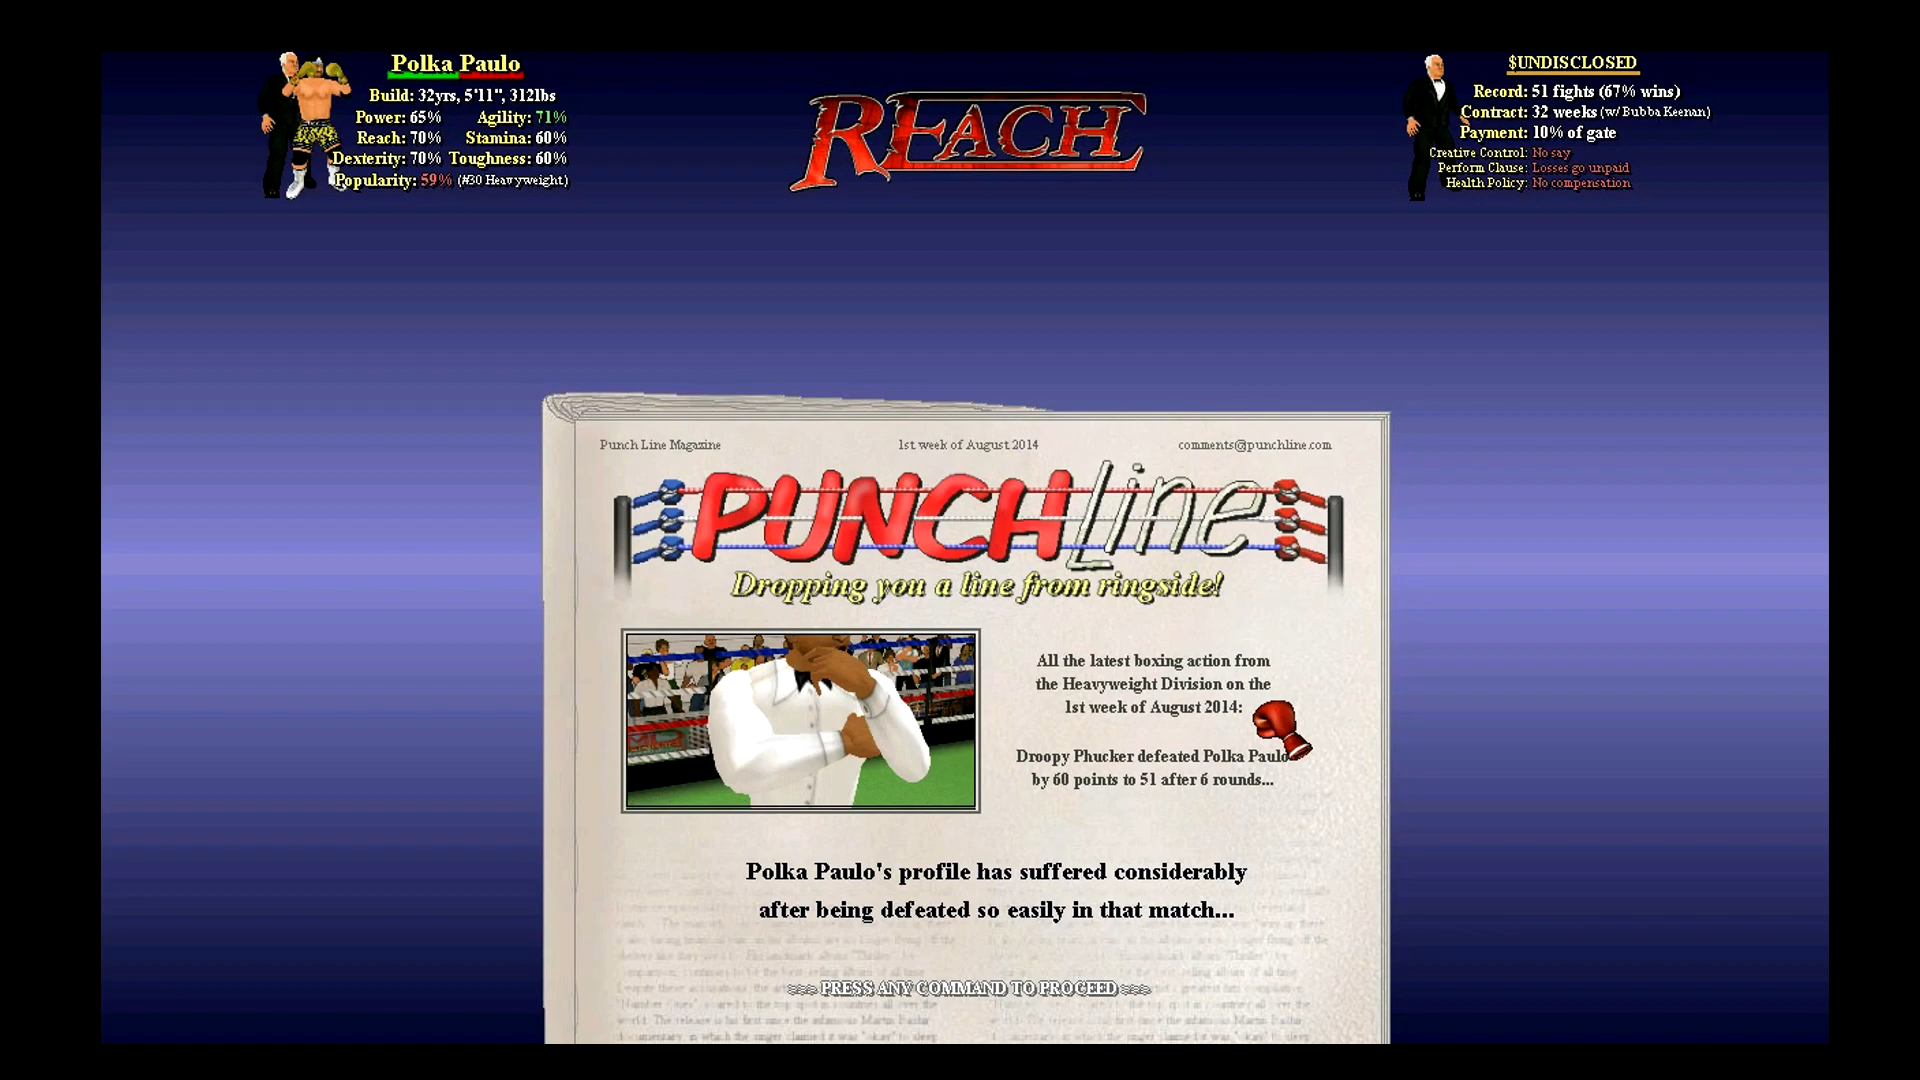 Polka Paulo
Build: 32yrs, 5'11", 312lbs
Power: 65% Agility: 71%
Reach: 70% Stamina: 60%
Dexterity: 70% Toughness: 60%
Popularity: 59% (#30 Heavyweight)
REACH
$UNDISCLOSED
Record: 51 fights (67% wins)
Contract: 32 weeks (w/ Bubba Keenan)
Payment: 10% of gate
Creative Control: No say
Perform Clause: Losses go unpaid
Health Policy: No compensation
Punch Line Magazine 1st week of August 2014 comments@punchline.com
PUNCHLine
Dropping you a line from ringside!
All the latest boxing action from
the Heavyweight Division on the
1st week of August 2014:
Droopy Phucker defeated Polka Paulo
by 60 points to 51 after 6 rounds...
Polka Paulo's profile has suffered considerably
after being defeated so easily in that match...
>>> PRESS ANY COMMAND TO PROCEED >>>